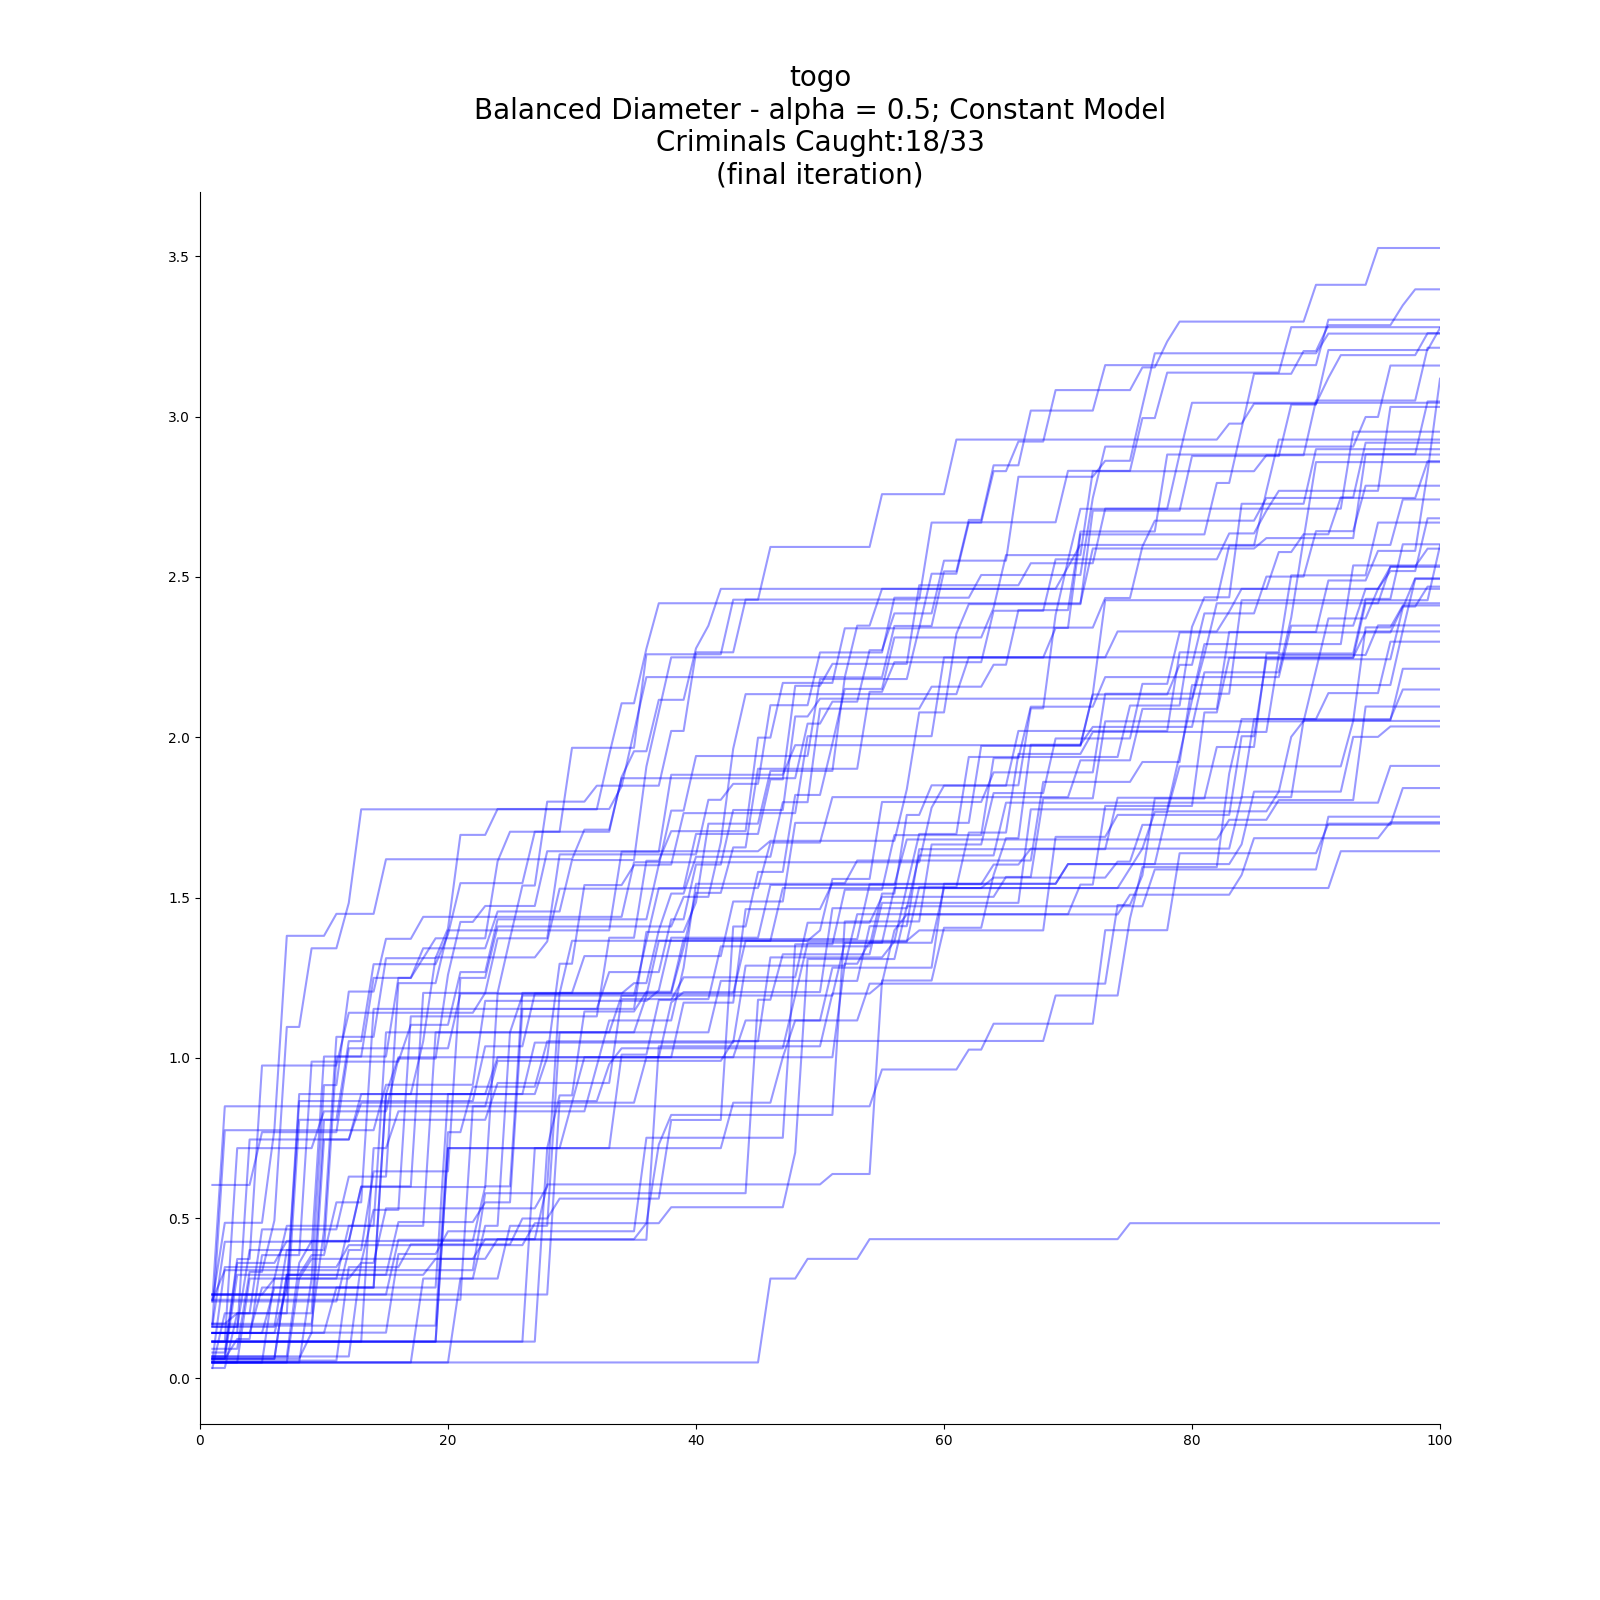 togo
Balanced Diameter - alpha = 0.5; Constant Model
Criminals Caught:18/33
(final iteration)
3.5
3.0
2.5
2.0
1.5
1.0
0.5
0.0
0 20 40 60 80 100